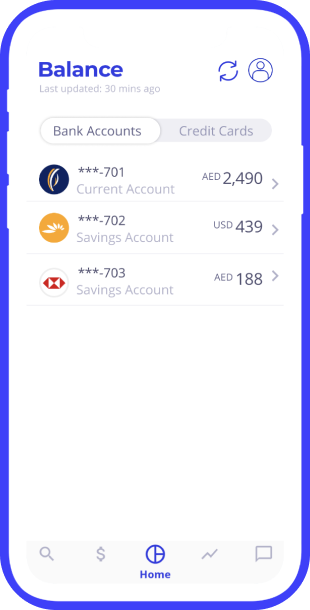 Balance
Last updated: 30 mins ago
Bank Accounts Credit Cards
***-701
AED 2,490
Current Account
***-702
USD 439
Savings Account
***-703
AED 188
Savings Account
$
Home